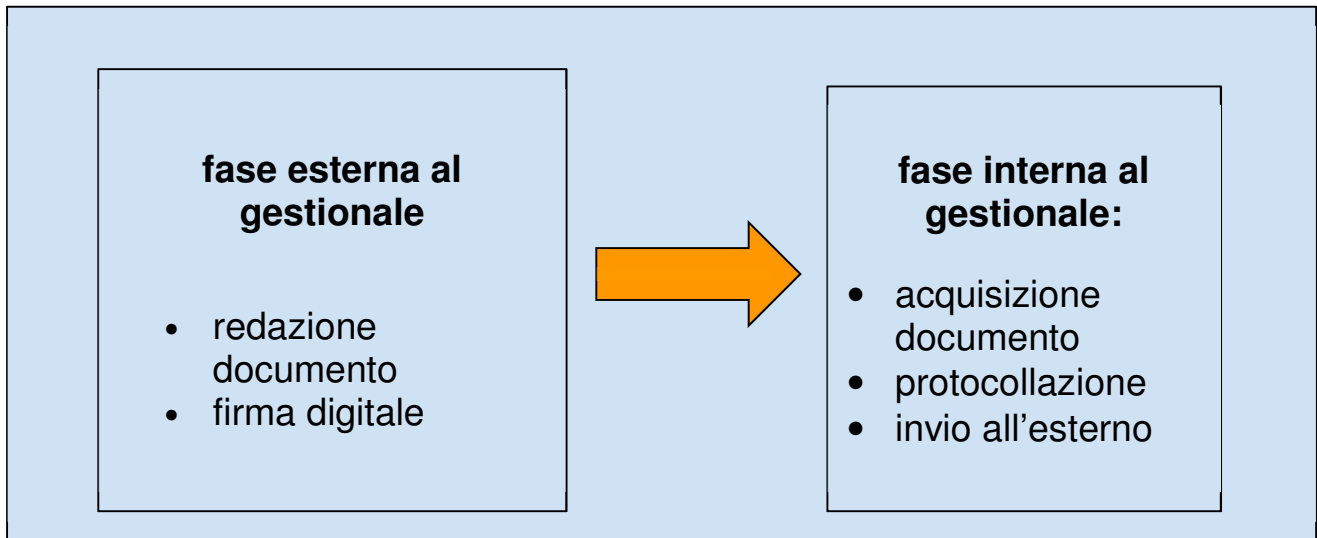 fase esterna al
gestionale
• redazione
documento
• firma digitale
fase interna al
gestionale:
• acquisizione
documento
• protocollazione
• invio all’esterno